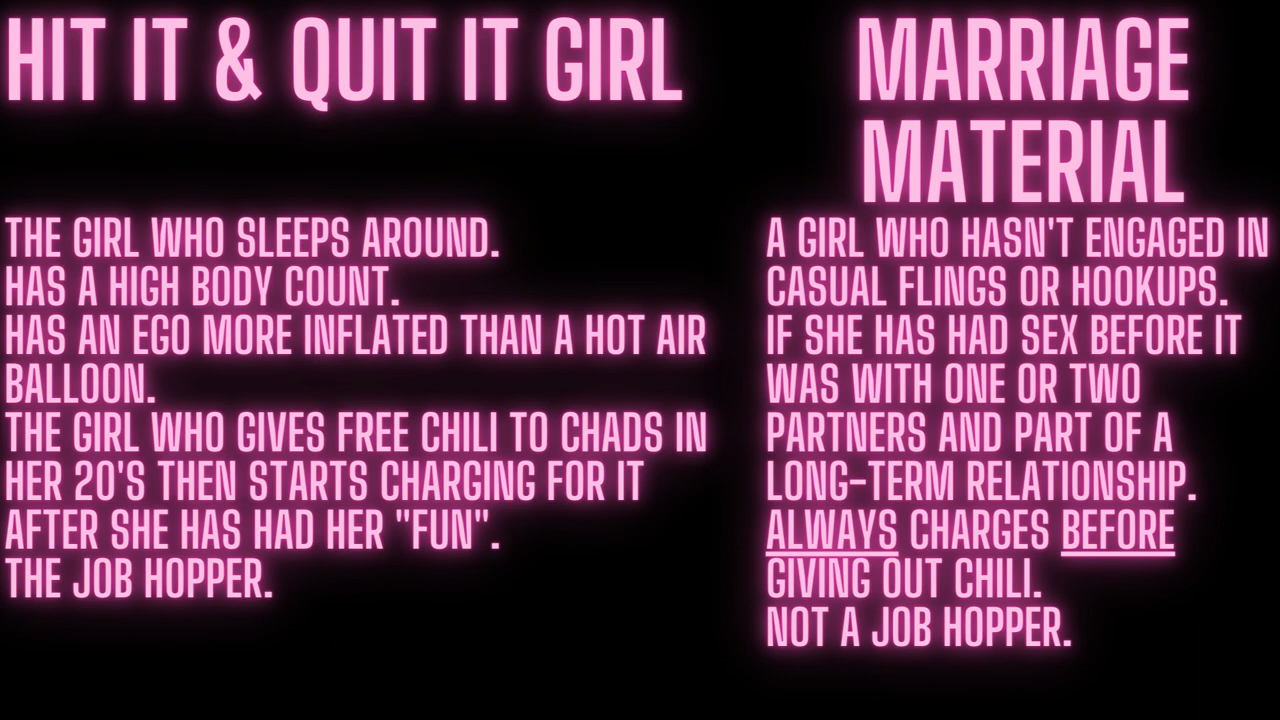 HIT IT & QUIT IT GIRL
THE GIRL WHO SLEEPS AROUND.
HAS A HIGH BODY COUNT.
HAS AN EGO MORE INFLATED THAN A HOT AIR
BALLOON.
THE GIRL WHO GIVES FREE CHILI TO CHADS IN
HER 20'S THEN STARTS CHARGING FOR IT
AFTER SHE HAS HAD HER "FUN".
THE JOB HOPPER.
MARRIAGE
MATERIAL
A GIRL WHO HASN'T ENGAGED IN
CASUAL FLINGS OR HOOKUPS.
IF SHE HAS HAD SEX BEFORE IT
WAS WITH ONE OR TWO
PARTNERS AND PART OF A
LONG-TERM RELATIONSHIP.
ALWAYS CHARGES BEFORE
GIVING OUT CHILI.
NOT A JOB HOPPER.